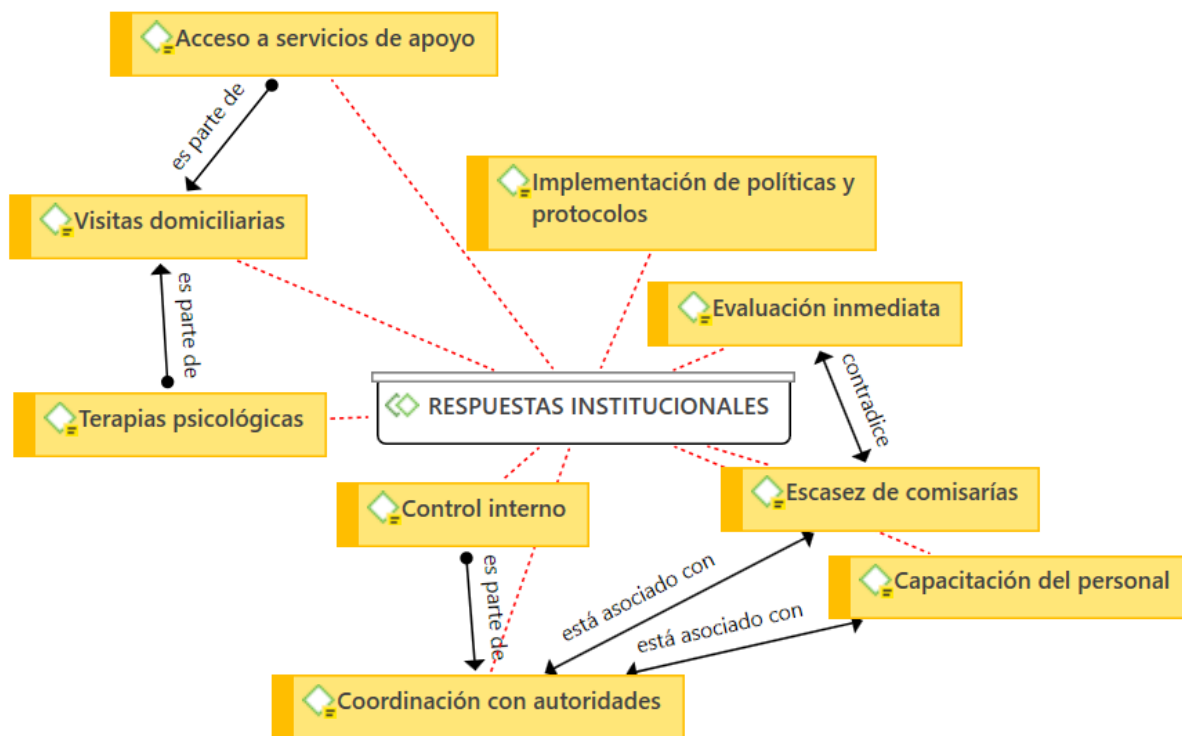 Acceso a servicios de apoyo
es parte de
Implementación de políticas y
protocolos
Visitas domiciliarias
es parte de
Evaluación inmediata
contradice
RESPUESTAS INSTITUCIONALES
Terapias psicológicas
Escasez de comisarías
Control interno
es parte de
está asociado con
Capacitación del personal
está asociado con
Coordinación con autoridades